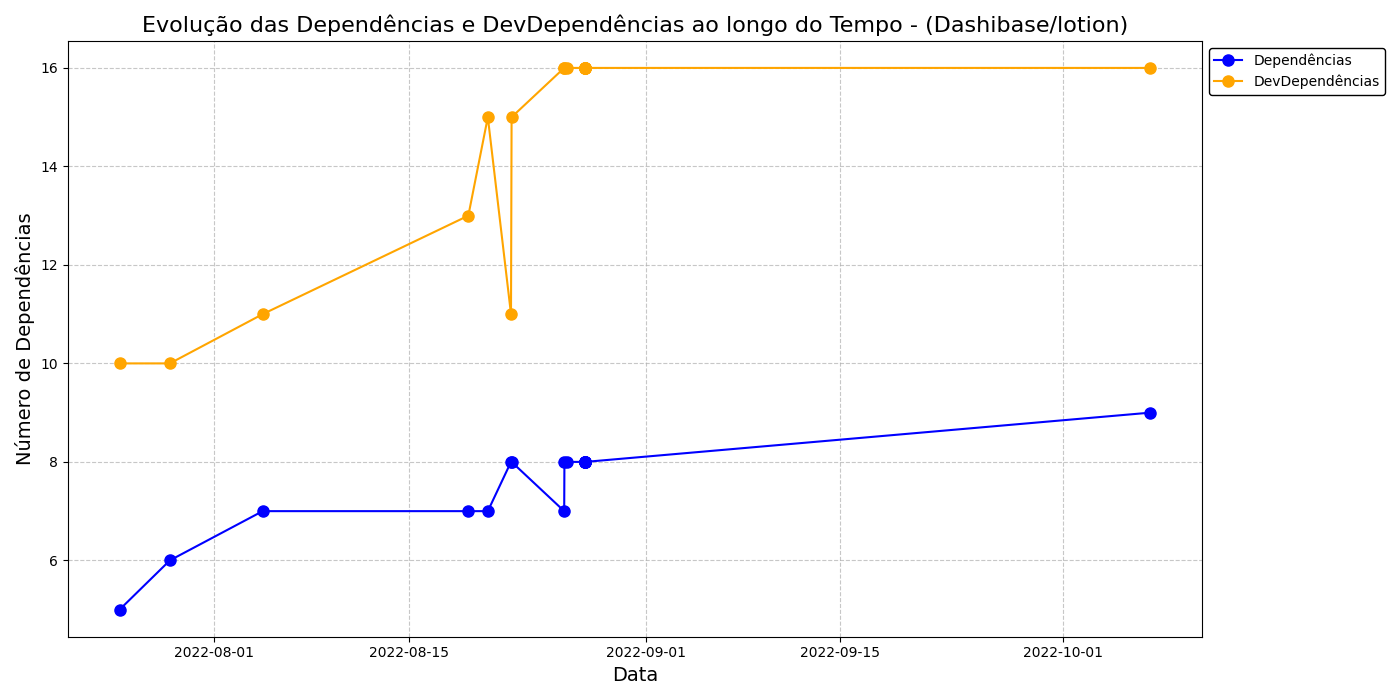 Evolução das Dependências e DevDependências ao longo do Tempo - (Dashibase/lotion)
Dependências
DevDependências
Número de Dependências
16
14
12
10
8
6
2022-08-01
2022-08-15
2022-09-01
2022-09-15
2022-10-01
Data